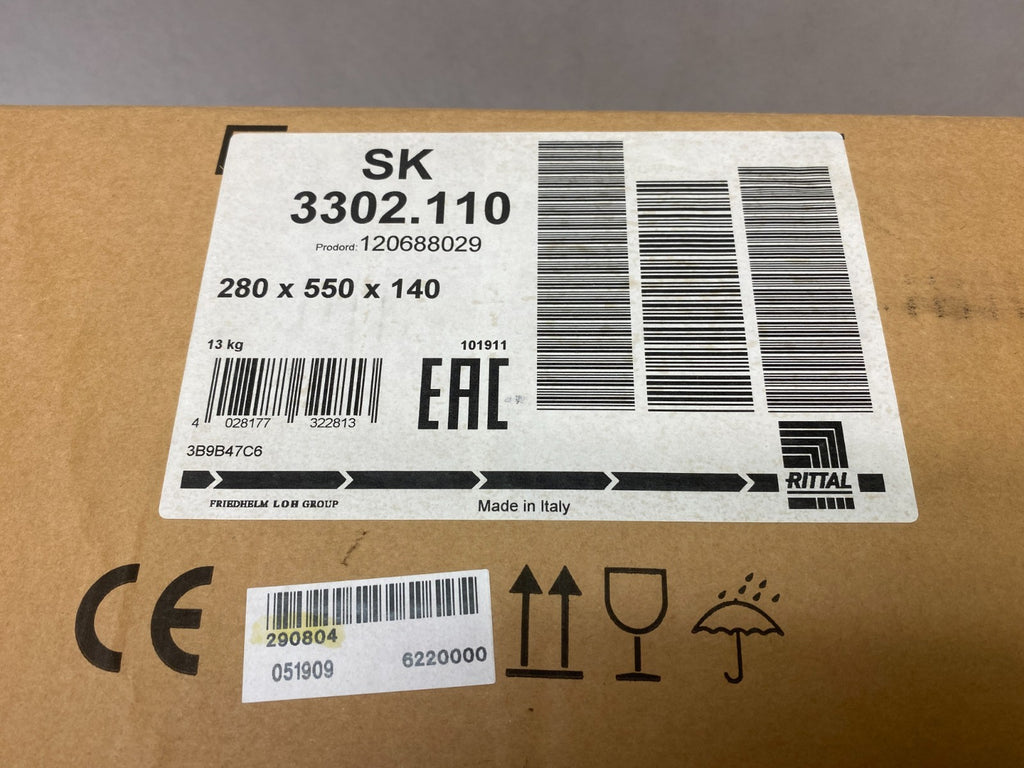 SK
3302.110
Prodord: 120688029
280 x 550 x 140
13 kg
101911
EAC
4 028177 322813
3B9B47C6
RITTAL
FRIEDHELM LOH GROUP
Made in Italy
CE
290804
051909 6220000